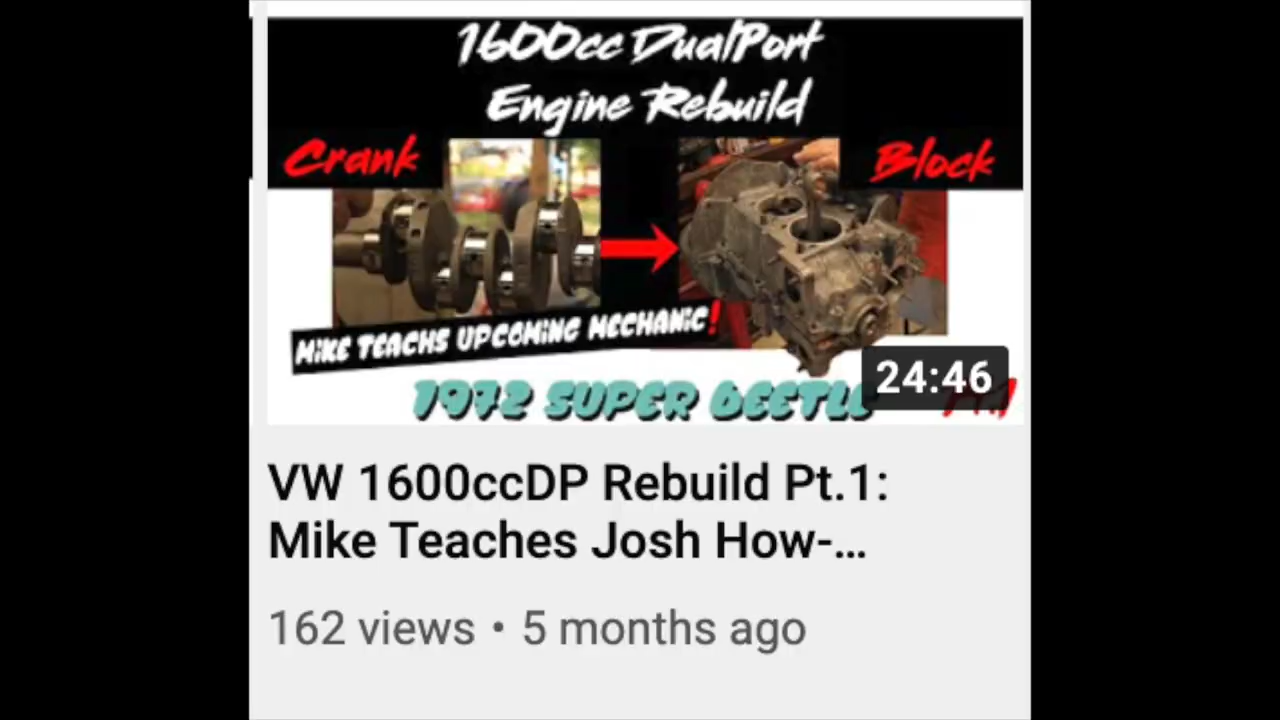 1600cc DualPort
Engine Rebuild
Crank
Block
MIKE TEACHS UPCOMING MECHANIC!
1972 SUPER BEETLE
24:46
VW 1600ccDP Rebuild Pt.1:
Mike Teaches Josh How-...
162 views • 5 months ago